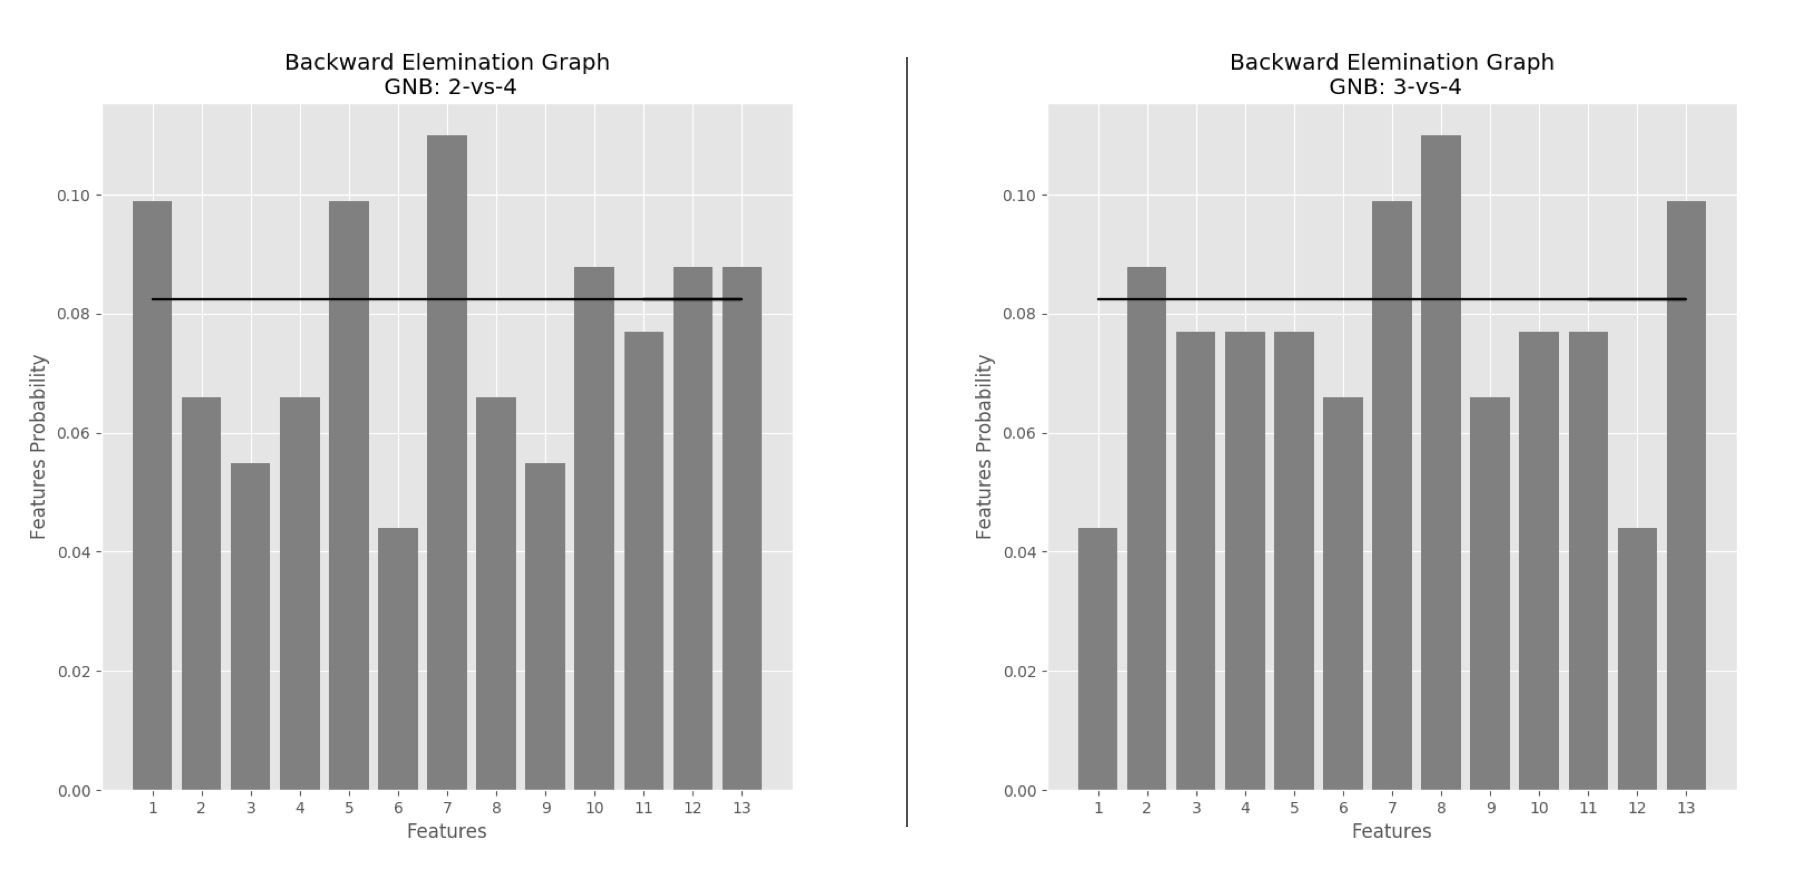 Backward Elemination Graph
GNB: 2-vs-4
Features Probability
0.10
0.08
0.06
0.04
0.02
0.00
1 2 3 4 5 6 7 8 9 10 11 12 13
Features
Backward Elemination Graph
GNB: 3-vs-4
Features Probability
0.10
0.08
0.06
0.04
0.02
0.00
1 2 3 4 5 6 7 8 9 10 11 12 13
Features